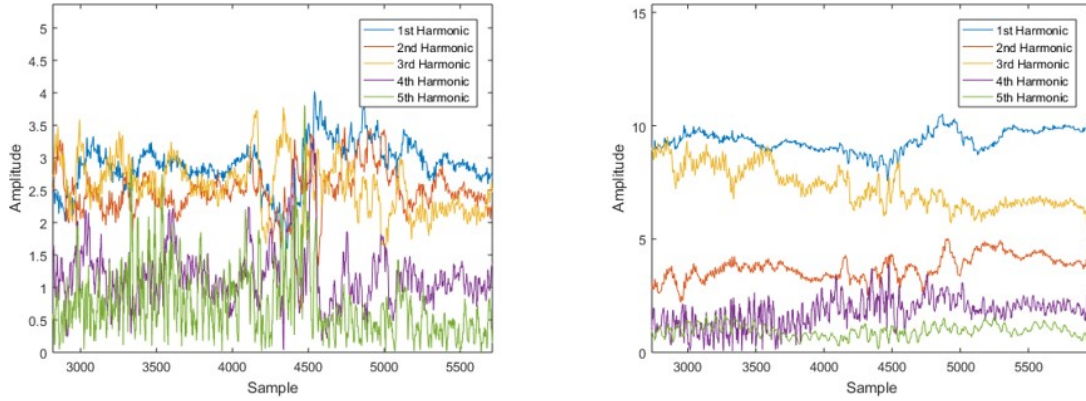 5
4.5
4
3.5
3
2.5
2
1.5
1
0.5
0
Amplitude
1st Harmonic
2nd Harmonic
3rd Harmonic
4th Harmonic
5th Harmonic
3000 3500 4000 4500 5000 5500
Sample
15
10
5
0
Amplitude
1st Harmonic
2nd Harmonic
3rd Harmonic
4th Harmonic
5th Harmonic
3000 3500 4000 4500 5000 5500
Sample